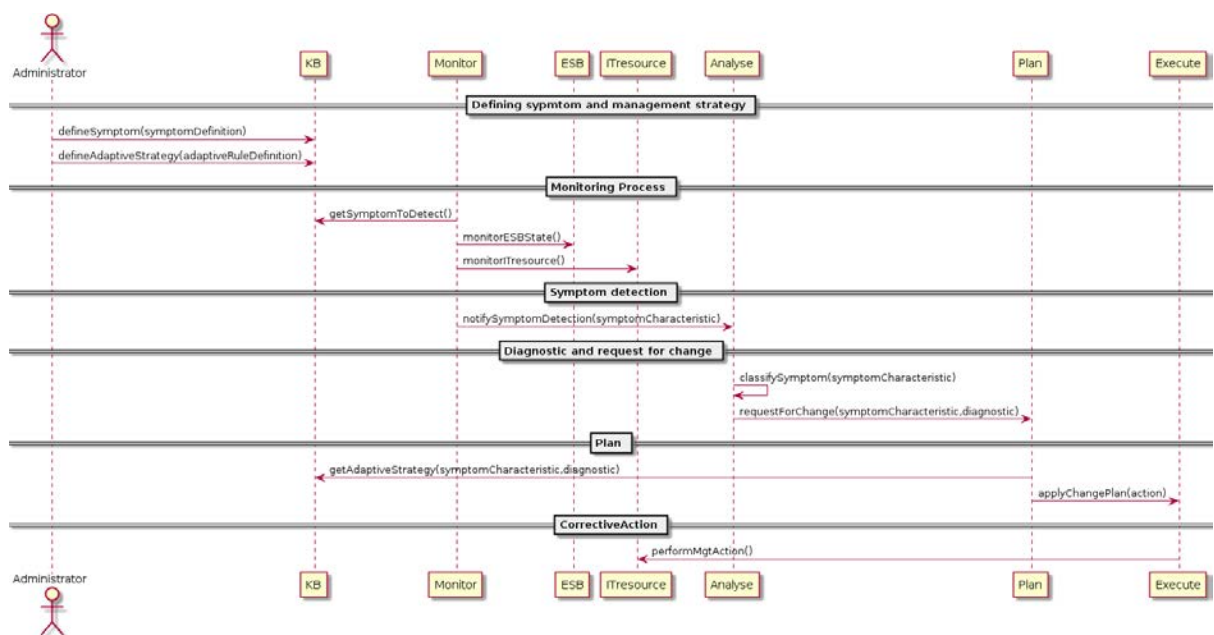 Administrator
KB
Monitor
ESB
ITresource
Analyse
Plan
Execute
Defining sypmtom and management strategy
defineSymptom(symptomDefinition)
defineAdaptiveStrategy(adaptiveRuleDefinition)
Monitoring Process
getSymptomToDetect()
monitorESBState()
monitorITresource()
Symptom detection
notifySymptomDetection(symptomCharacteristic)
Diagnostic and request for change
classifySymptom(symptomCharacteristic)
requestForChange(symptomCharacteristic,diagnostic)
Plan
getAdaptiveStrategy(symptomCharacteristic,diagnostic)
applyChangePlan(action)
CorrectiveAction
performMgtAction()
Administrator
KB
Monitor
ESB
ITresource
Analyse
Plan
Execute